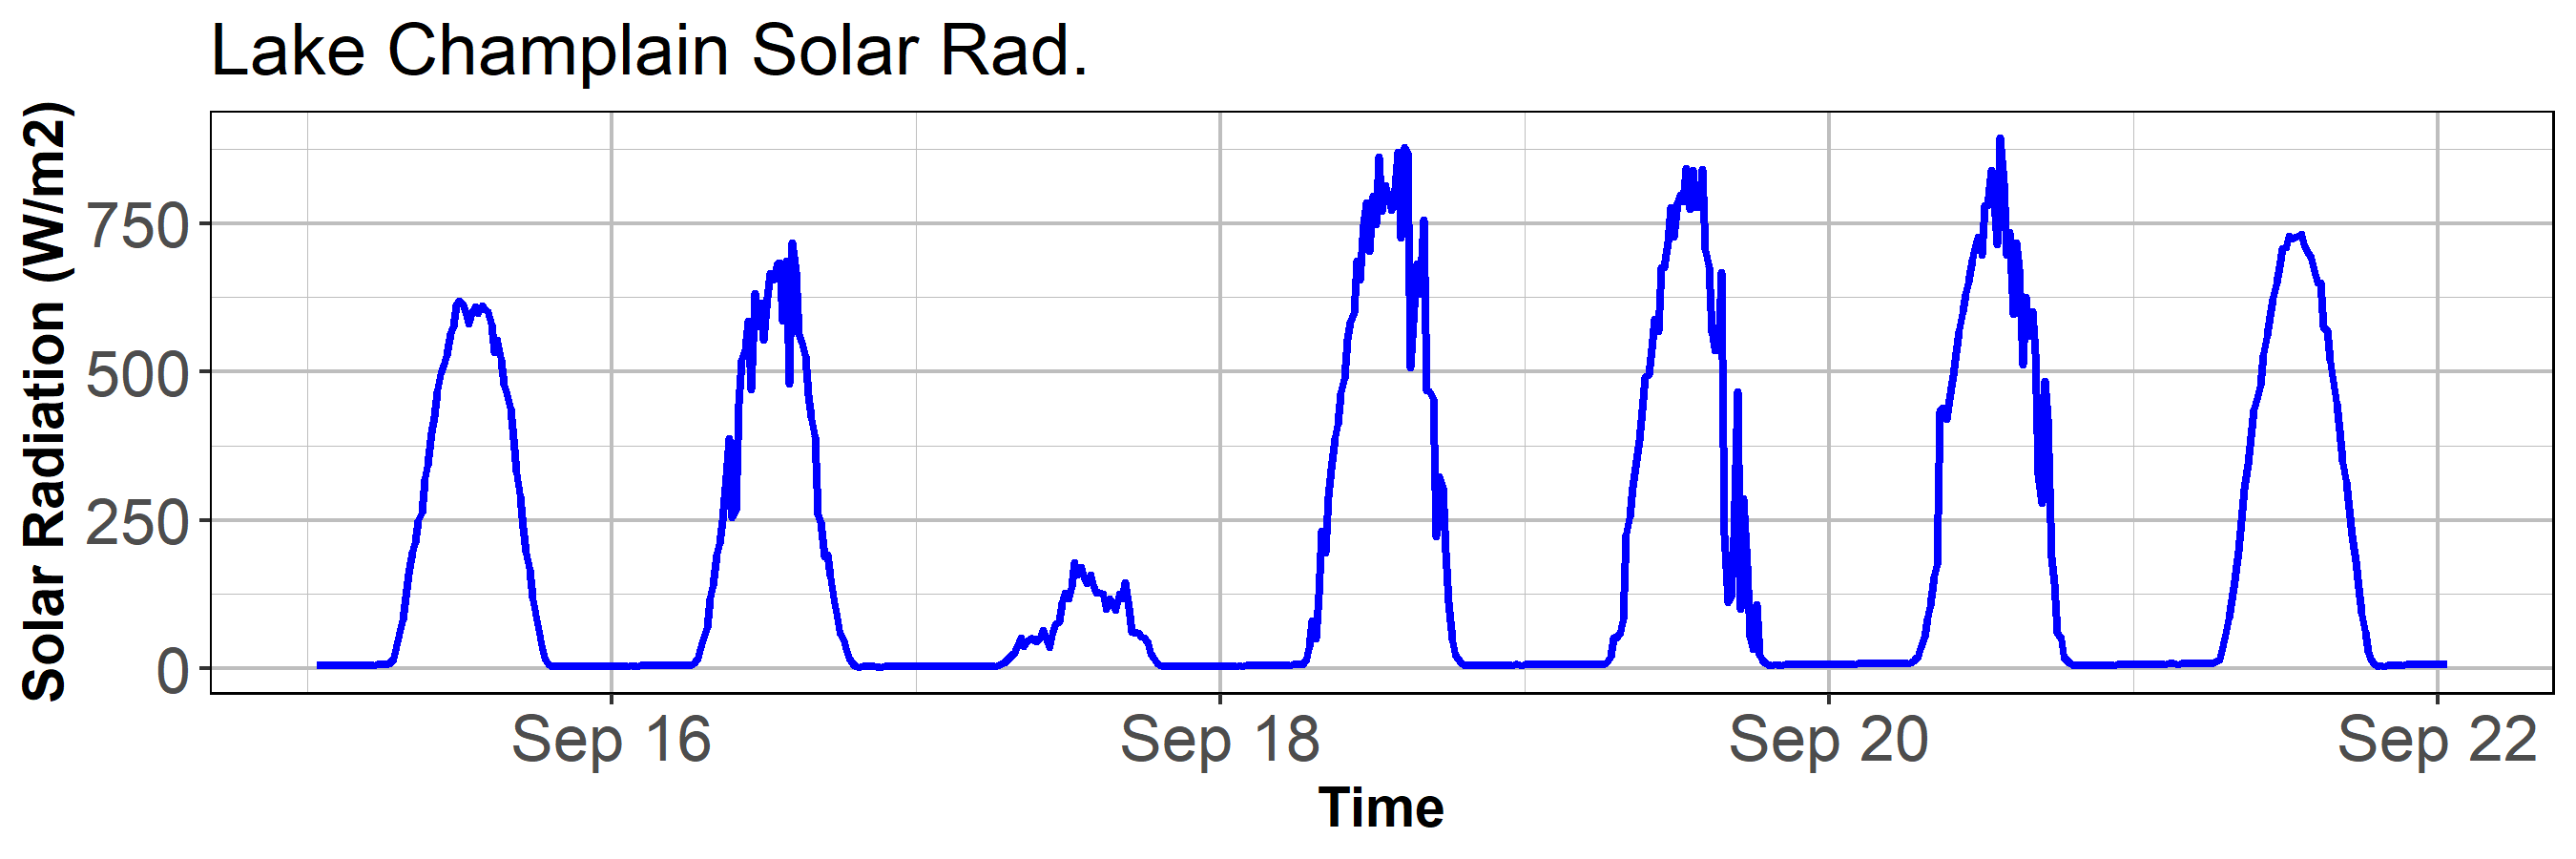 Lake Champlain Solar Rad.
Solar Radiation (W/m2)
750
500
250
0
Sep 16
Sep 18
Sep 20
Sep 22
Time